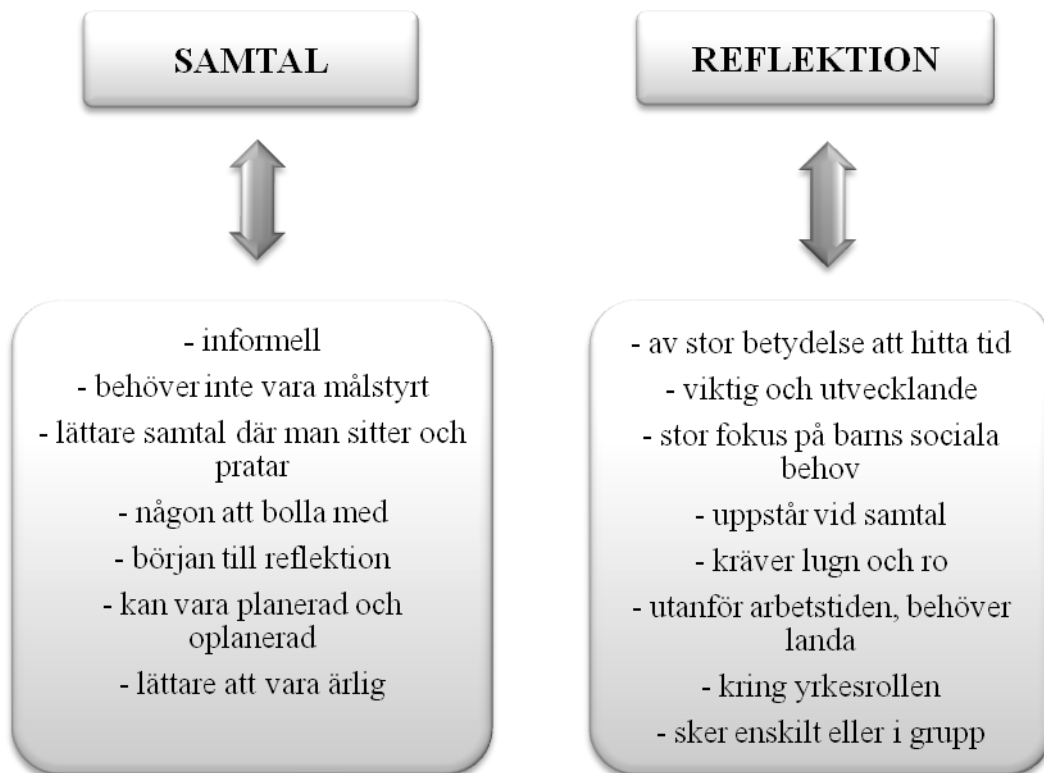 SAMTAL
- informell
- behöver inte vara målstyrt
- lättare samtal där man sitter och
pratar
- någon att bolla med
- början till reflektion
- kan vara planerad och
oplanerad
- lättare att vara ärlig
REFLEKTION
- av stor betydelse att hitta tid
- viktig och utvecklande
- stor fokus på barns sociala
behov
- uppstår vid samtal
- kräver lugn och ro
- utanför arbetstiden, behöver
landa
- kring yrkesrollen
- sker enskilt eller i grupp